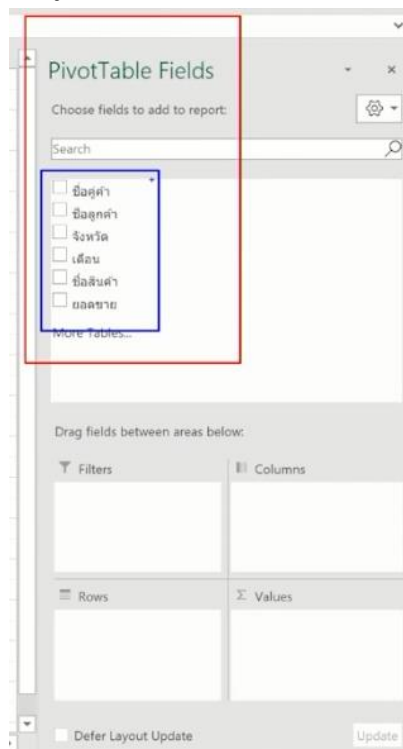 PivotTable Fields
Choose fields to add to report:
Search
ชื่อคู่ค้า
ชื่อลูกค้า
จังหวัด
เดือน
ชื่อสินค้า
ยอดขาย
More Tables...
Drag fields between areas below:
Filters
Columns
Rows
Σ Values
Defer Layout Update
Update